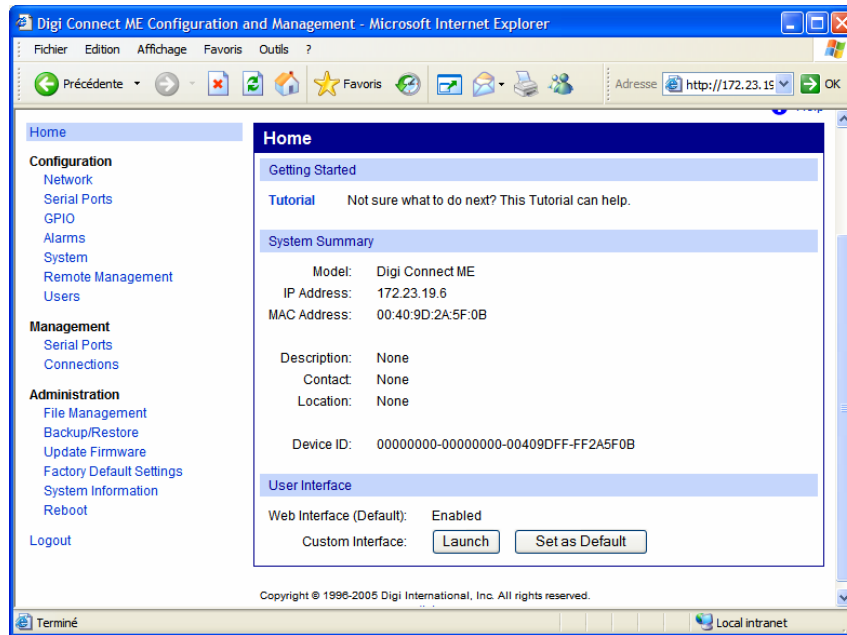 Digi Connect ME Configuration and Management - Microsoft Internet Explorer
Fichier Edition Affichage Favoris Outils ?
Précédente Favoris Adresse http://172.23.19 OK
Home
Configuration
Network
Serial Ports
GPIO
Alarms
System
Remote Management
Users
Management
Serial Ports
Connections
Administration
File Management
Backup/Restore
Update Firmware
Factory Default Settings
System Information
Reboot
Logout
Home
Getting Started
Tutorial Not sure what to do next? This Tutorial can help.
System Summary
Model: Digi Connect ME
IP Address: 172.23.19.6
MAC Address: 00:40:9D:2A:5F:0B
Description: None
Contact: None
Location: None
Device ID: 00000000-00000000-00409DFF-FF2A5F0B
User Interface
Web Interface (Default): Enabled
Custom Interface: Launch Set as Default
Copyright © 1996-2005 Digi International, Inc. All rights reserved.
Terminé Local intranet